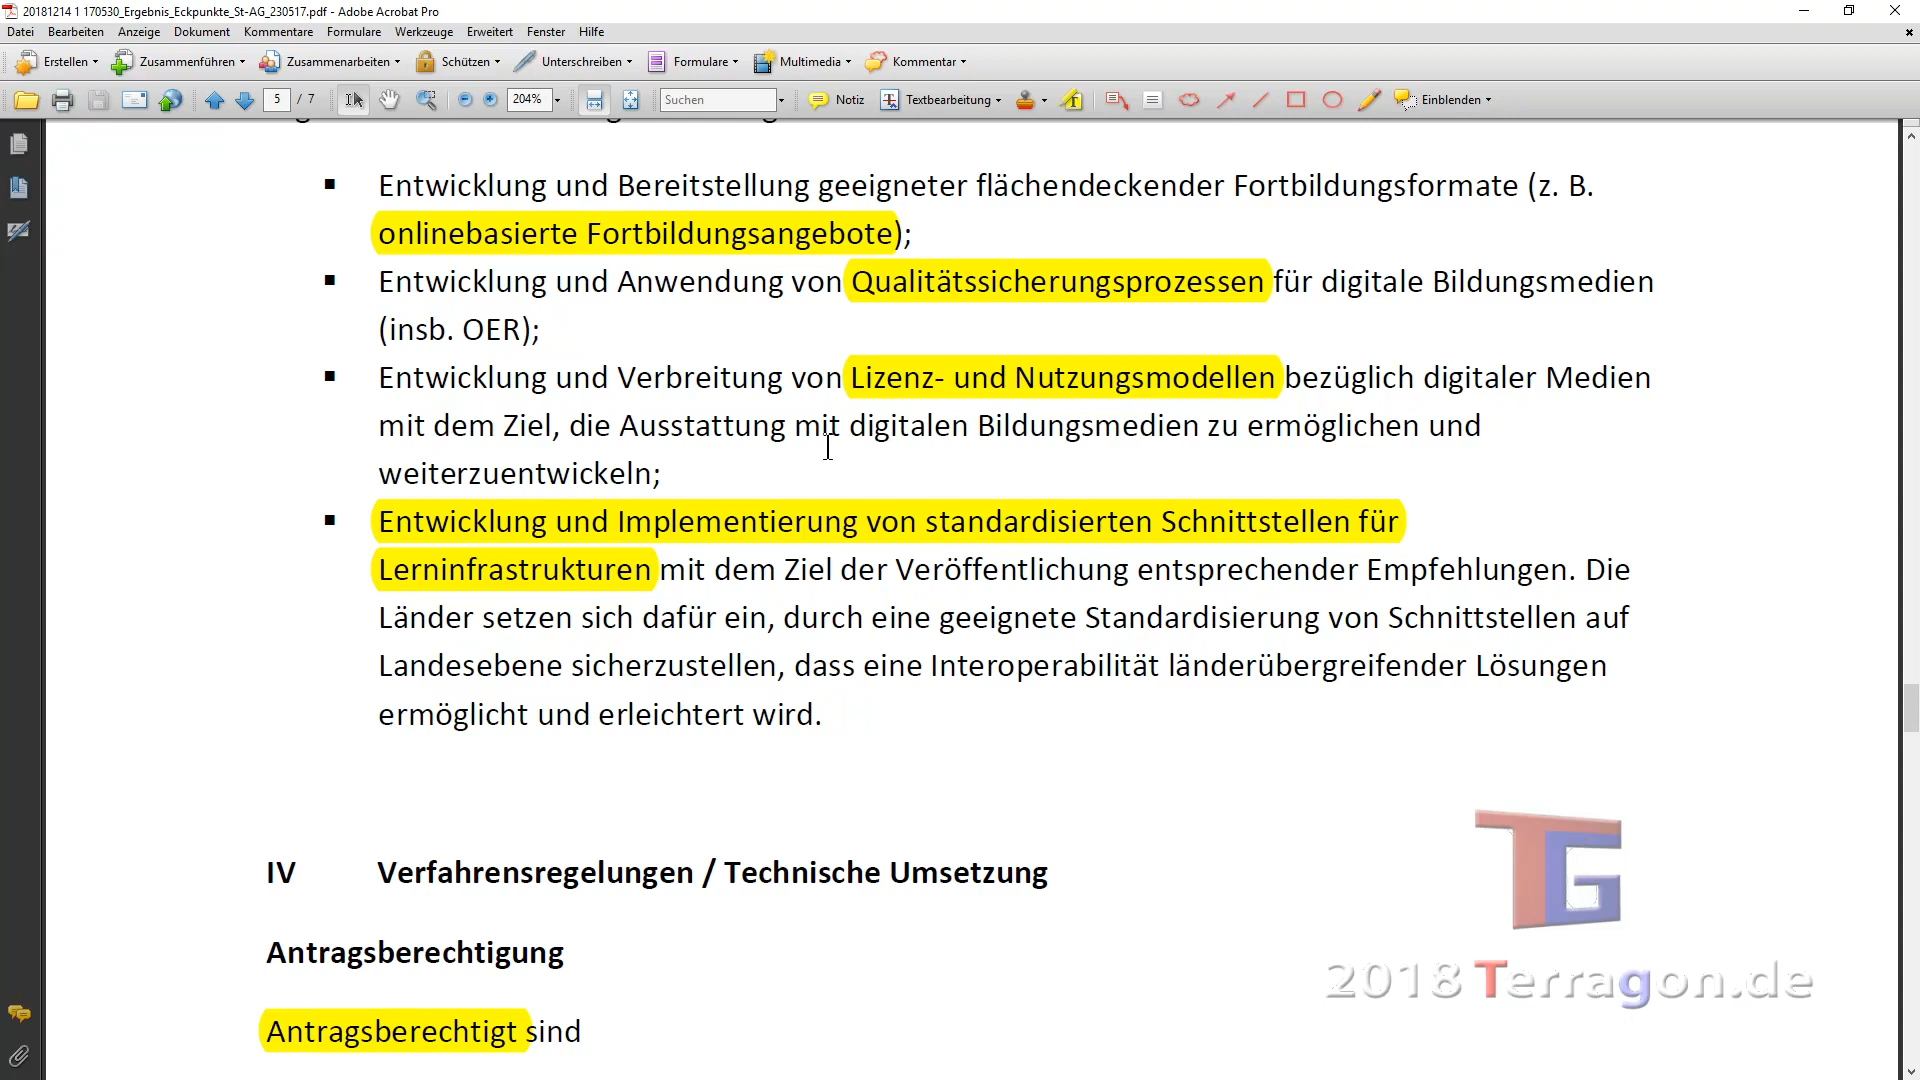 20181214 1 170530_Ergebnis_Eckpunkte_St-AG_230517.pdf - Adobe Acrobat Pro
Datei Bearbeiten Anzeige Dokument Kommentare Formulare Werkzeuge Erweitert Fenster Hilfe
Erstellen Zusammenführen Zusammenarbeiten Schützen Unterschreiben Formulare Multimedia Kommentar
5 / 7 204% Suchen Notiz Textbearbeitung Einblenden
▪ Entwicklung und Bereitstellung geeigneter flächendeckender Fortbildungsformate (z. B.
onlinebasierte Fortbildungsangebote);
▪ Entwicklung und Anwendung von Qualitätssicherungsprozessen für digitale Bildungsmedien
(insb. OER);
▪ Entwicklung und Verbreitung von Lizenz- und Nutzungsmodellen bezüglich digitaler Medien
mit dem Ziel, die Ausstattung mit digitalen Bildungsmedien zu ermöglichen und
weiterzuentwickeln;
▪ Entwicklung und Implementierung von standardisierten Schnittstellen für
Lerninfrastrukturen mit dem Ziel der Veröffentlichung entsprechender Empfehlungen. Die
Länder setzen sich dafür ein, durch eine geeignete Standardisierung von Schnittstellen auf
Landesebene sicherzustellen, dass eine Interoperabilität länderübergreifender Lösungen
ermöglicht und erleichtert wird.
IV Verfahrensregelungen / Technische Umsetzung
Antragsberechtigung
Antragsberechtigt sind
TG
2018 Terragon.de